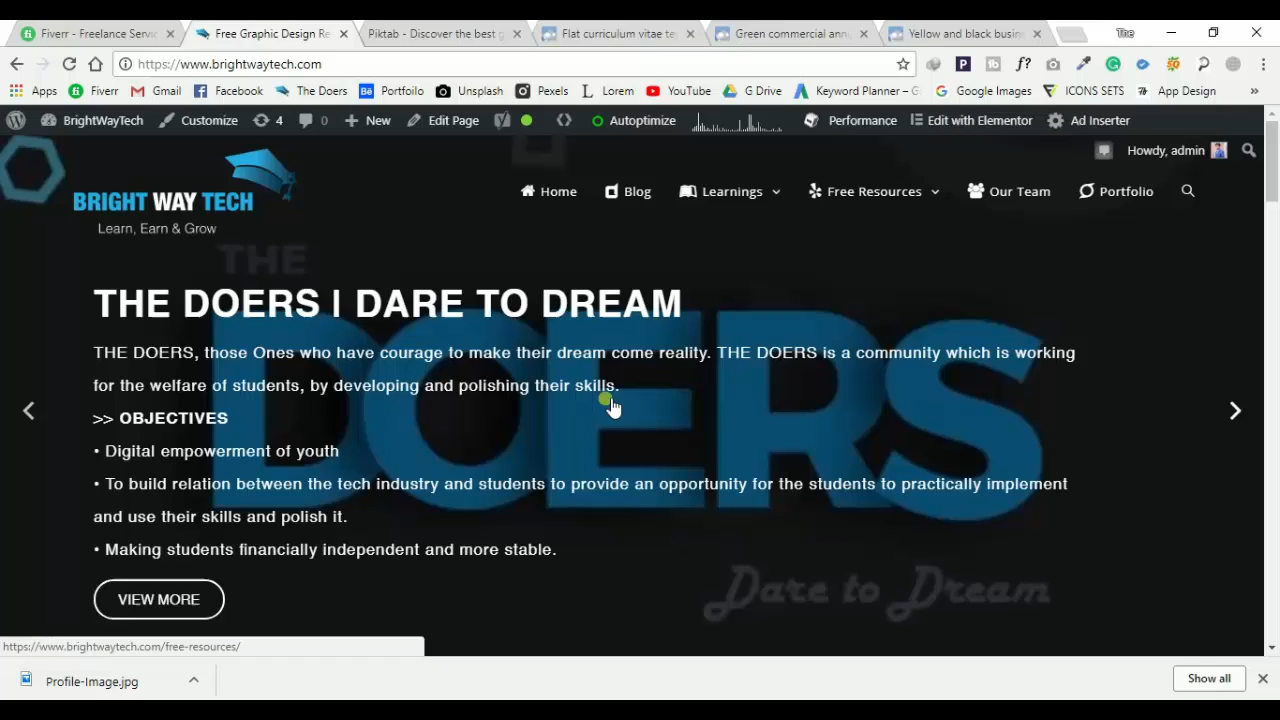 Fiverr - Freelance Servic
Free Graphic Design Re
Piktab - Discover the best g
Flat curriculum vitae te
Green commercial ann
Yellow and black busin
The
https://www.brightwaytech.com
Apps
Fiverr
Gmail
Facebook
The Doers
Portfoilo
Unsplash
Pexels
Lorem
YouTube
G Drive
Keyword Planner – G
Google Images
ICONS SETS
App Design
BrightWayTech
Customize
4
0
New
Edit Page
Autoptimize
Performance
Edit with Elementor
Ad Inserter
Howdy, admin
BRIGHT WAY TECH
Learn, Earn & Grow
Home
Blog
Learnings
Free Resources
Our Team
Portfolio
THE
DOERS
THE DOERS I DARE TO DREAM
THE DOERS, those Ones who have courage to make their dream come reality. THE DOERS is a community which is working
for the welfare of students, by developing and polishing their skills.
>> OBJECTIVES
• Digital empowerment of youth
• To build relation between the tech industry and students to provide an opportunity for the students to practically implement
and use their skills and polish it.
• Making students financially independent and more stable.
Dare to Dream
VIEW MORE
https://www.brightwaytech.com/free-resources/
Profile-Image.jpg
Show all